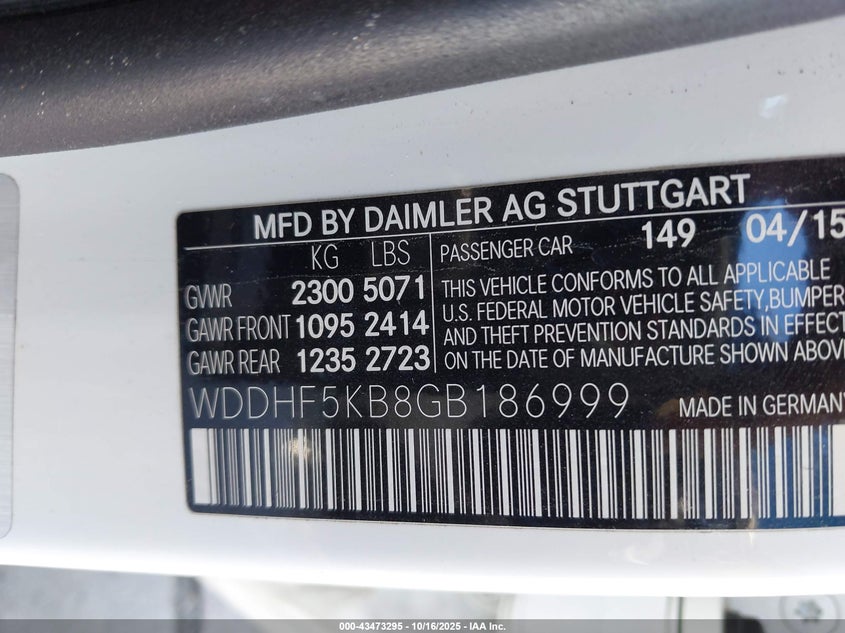 MFD BY DAIMLER AG STUTTGART
KG LBS
GVWR 2300 5071
GAWR FRONT 1095 2414
GAWR REAR 1235 2723
PASSENGER CAR 149 04/15
THIS VEHICLE CONFORMS TO ALL APPLICABLE
U.S. FEDERAL MOTOR VEHICLE SAFETY, BUMPER
AND THEFT PREVENTION STANDARDS IN EFFECT
ON THE DATE OF MANUFACTURE SHOWN ABOVE
WDDHF5KB8GB186999 MADE IN GERMANY
000-43473295 - 10/16/2025 - IAA Inc.